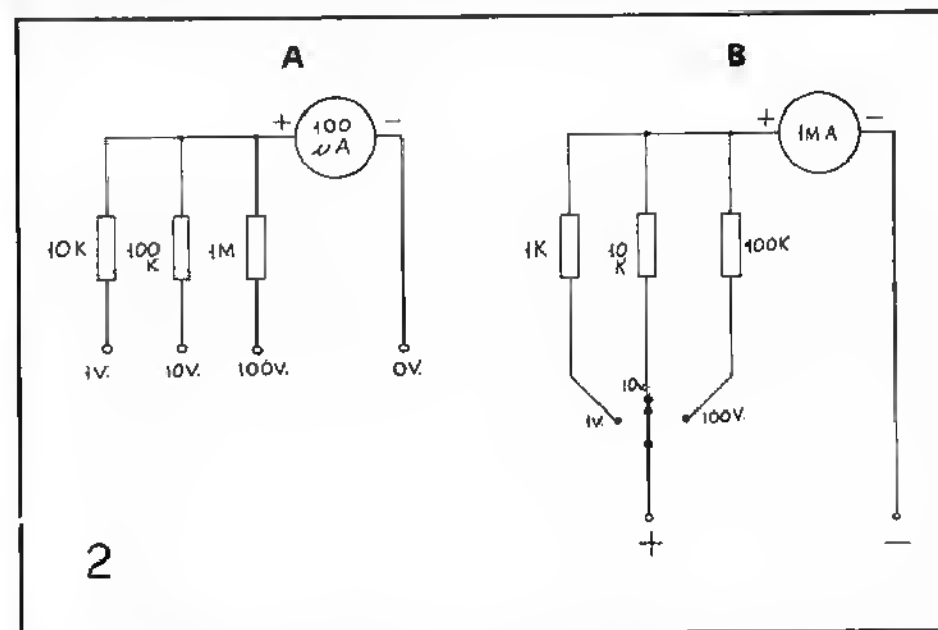 A
B
+ 100 µA -
+ 1MA -
10K
100 K
1M
1K
10 K
100K
1V.
10V.
100V.
0V.
10V.
1V.
100V.
+
-
2